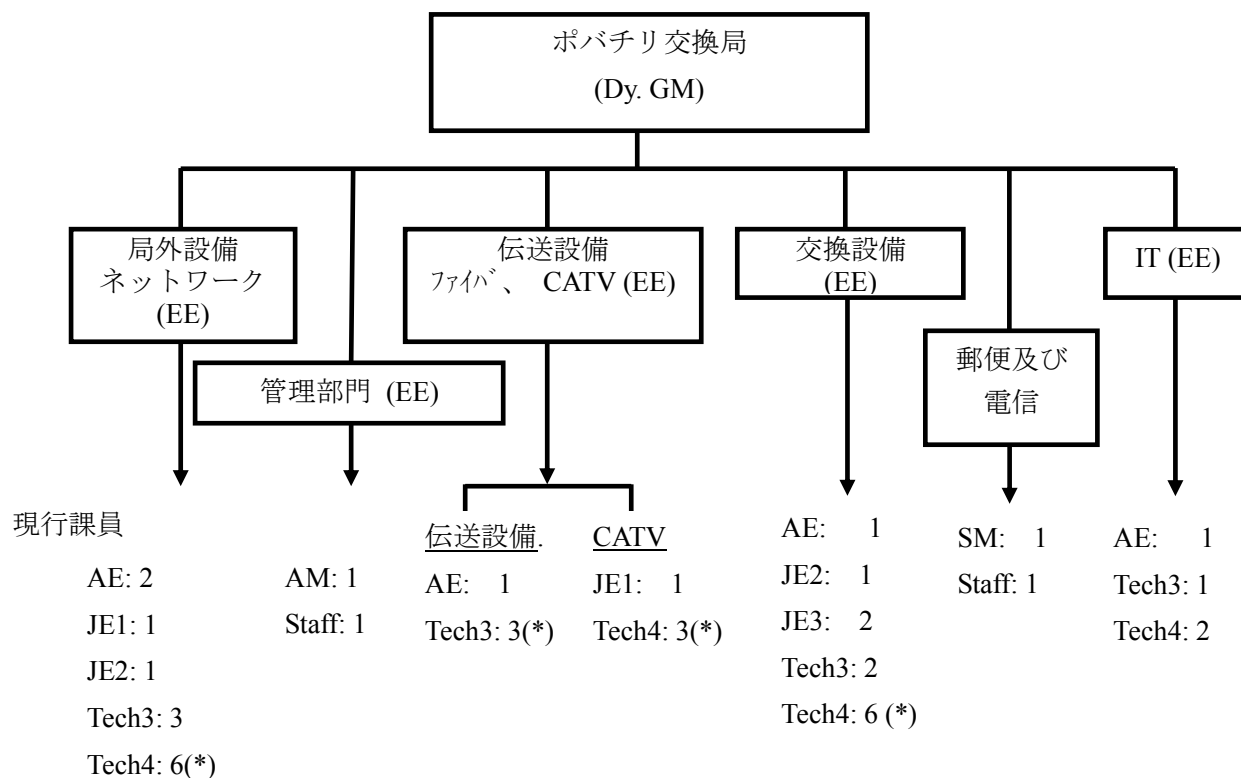 ポバチリ交換局
(Dy. GM)
局外設備
ネットワーク
(EE)
管理部門 (EE)
伝送設備
ﾌｧｲﾊﾞ、 CATV (EE)
交換設備
(EE)
郵便及び
電信
IT (EE)
現行課員
AE: 2
JE1: 1
JE2: 1
Tech3: 3
Tech4: 6(*)
AM: 1
Staff: 1
伝送設備.
AE: 1
Tech3: 3(*)
CATV
JE1: 1
Tech4: 3(*)
AE: 1
JE2: 1
JE3: 2
Tech3: 2
Tech4: 6 (*)
SM: 1
Staff: 1
AE: 1
Tech3: 1
Tech4: 2